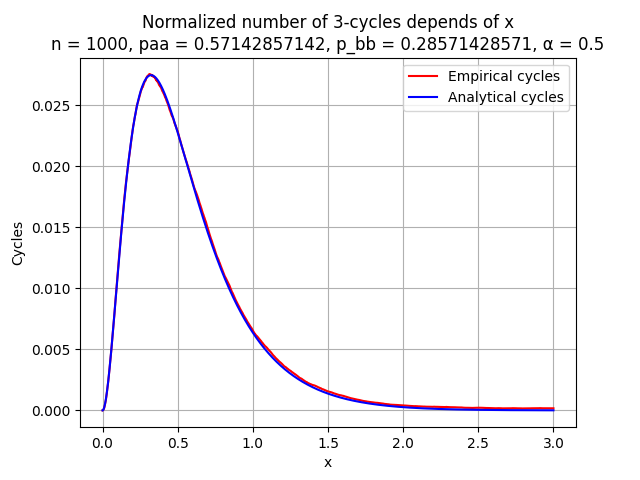 Normalized number of 3-cycles depends of x
n = 1000, paa = 0.57142857142, p_bb = 0.28571428571, α = 0.5
Empirical cycles
Analytical cycles
Cycles
0.025
0.020
0.015
0.010
0.005
0.000
0.0 0.5 1.0 1.5 2.0 2.5 3.0
x